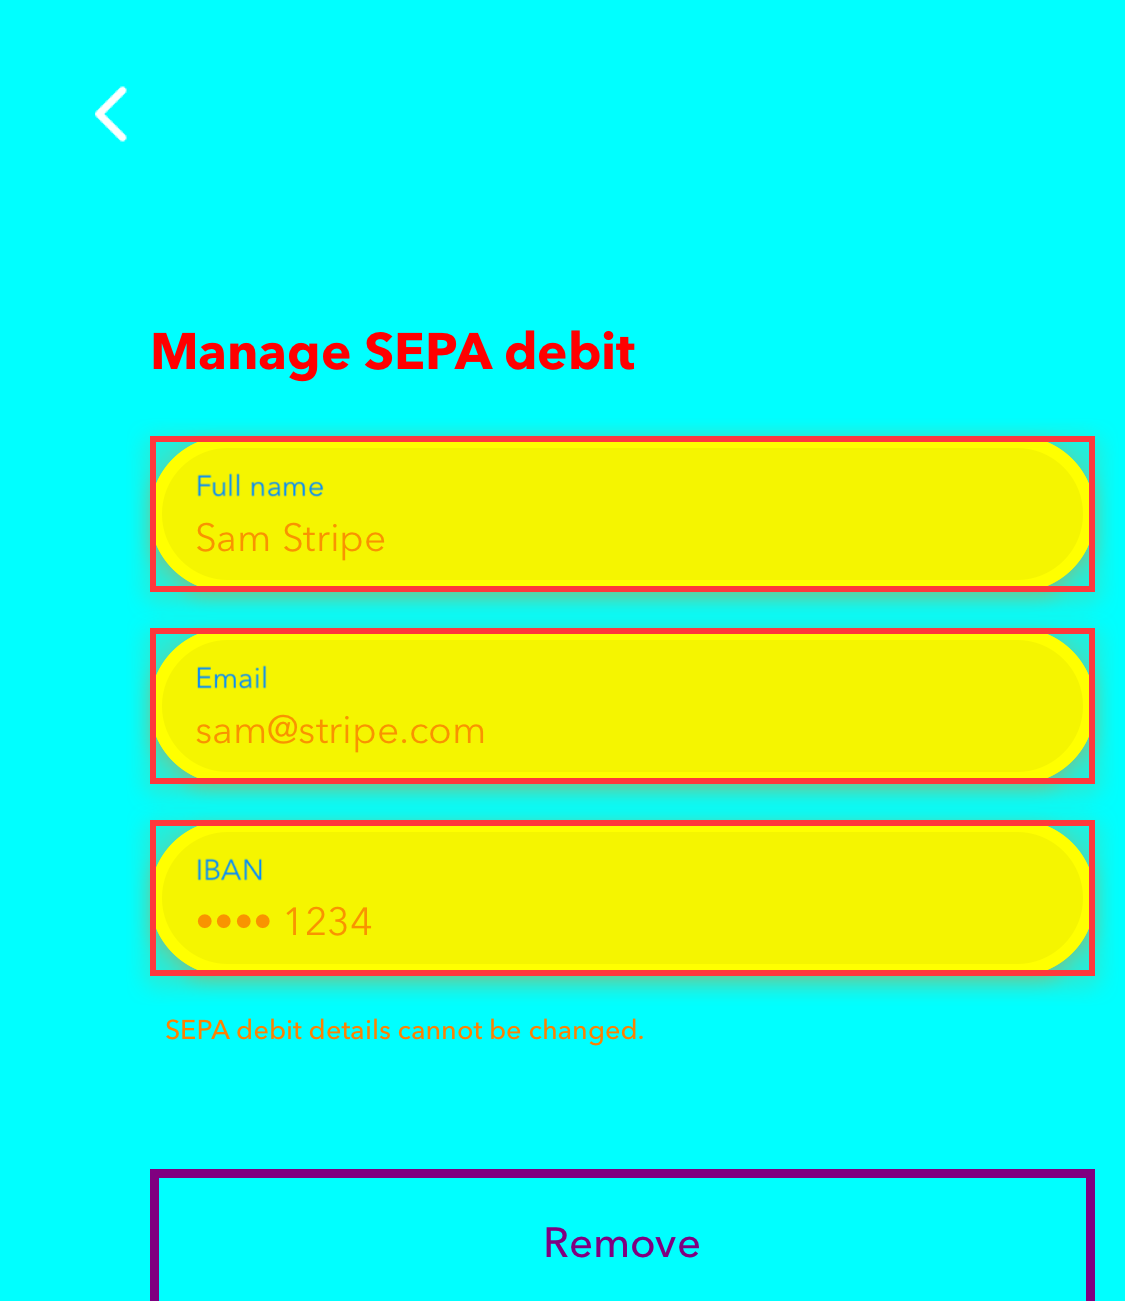 Manage SEPA debit
Full name
Sam Stripe
Email
sam@stripe.com
IBAN
•••• 1234
SEPA debit details cannot be changed.
Remove